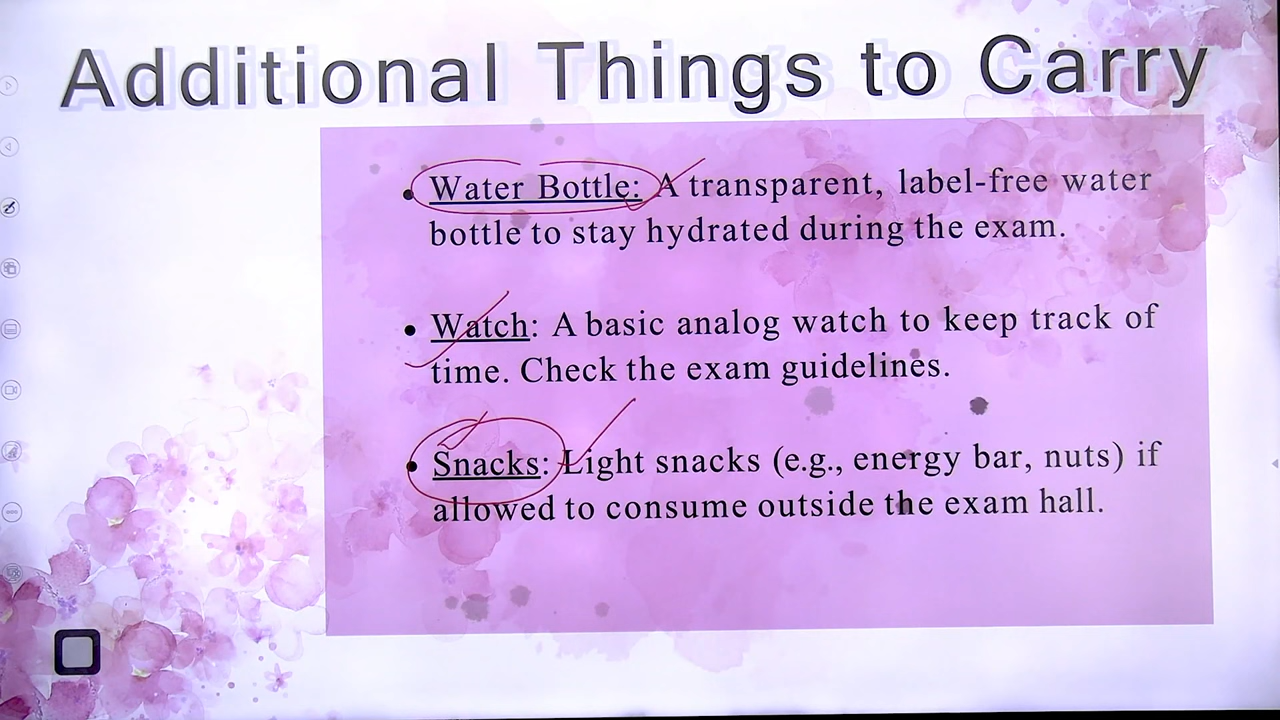 Additional Things to Carry
• Water Bottle: A transparent, label-free water
bottle to stay hydrated during the exam.
• Watch: A basic analog watch to keep track of
time. Check the exam guidelines.
• Snacks: Light snacks (e.g., energy bar, nuts) if
allowed to consume outside the exam hall.